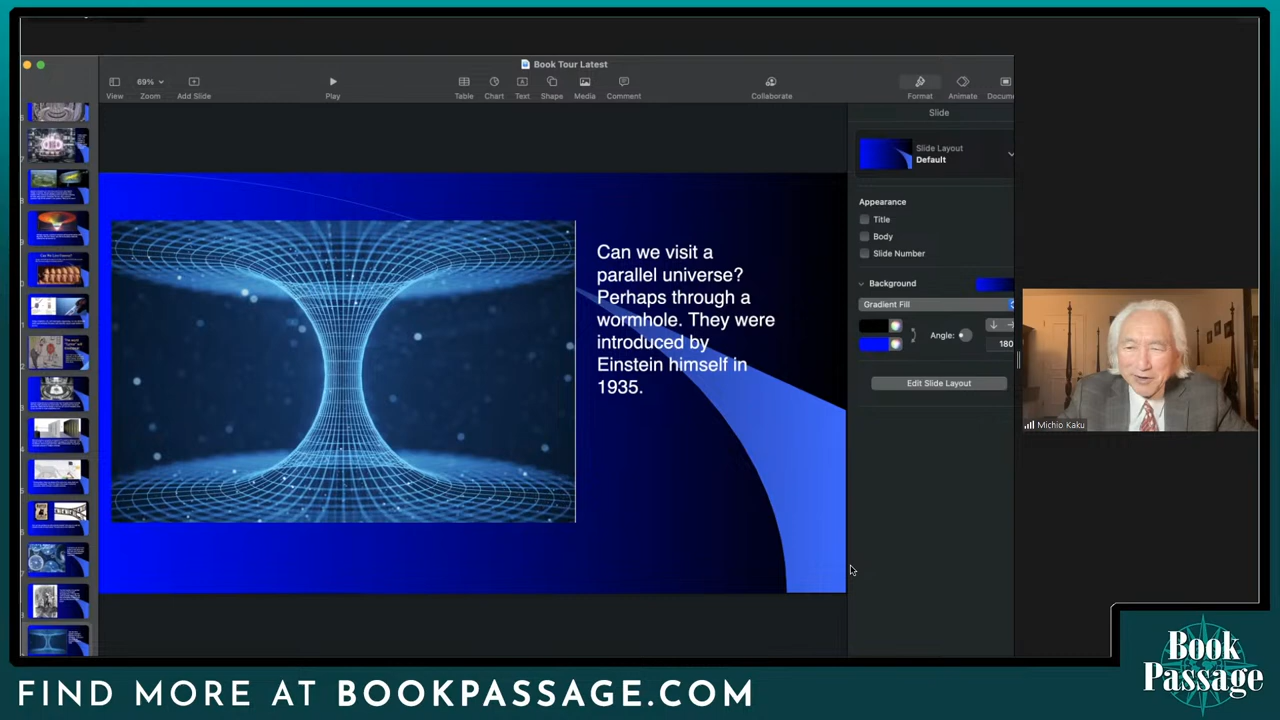 Book Tour Latest
69%
View
Zoom
Add Slide
Play
Table
Chart
Text
Shape
Media
Comment
Collaborate
Format
Animate
Docum
Slide
Slide Layout
Default
Appearance
Title
Body
Slide Number
Background
Gradient Fill
Angle:
180
Edit Slide Layout
Can we visit a
parallel universe?
Perhaps through a
wormhole. They were
introduced by
Einstein himself in
1935.
Michio Kaku
FIND MORE AT BOOKPASSAGE.COM
Book
Passage